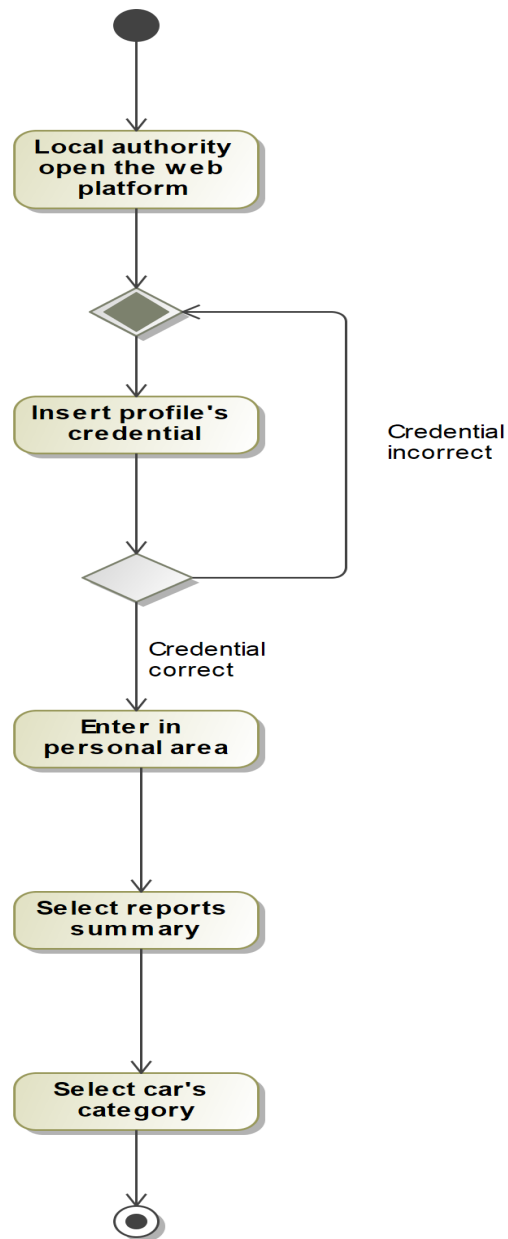 Local authority
open the web
platform
Insert profile's
credential
Credential
incorrect
Credential
correct
Enter in
personal area
Select reports
summary
Select car's
category